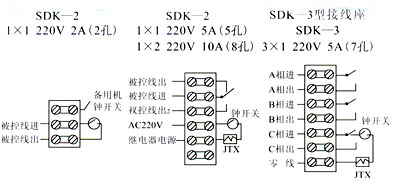 SDK—2
1×1 220V 2A(2孔)
备用机
钟开关
被控线进
被控线出
SDK—2
1×1 220V 5A(5孔)
1×2 220V 10A(8孔)
被控线出
被控线进
被控线出2
AC220V
继电器电源
钟开关
JTX
SDK—3型接线座
SDK—3
3×1 220V 5A(7孔)
A相进
A相出
B相进
B相出
C相进
C相出
零线
钟开关
JTX